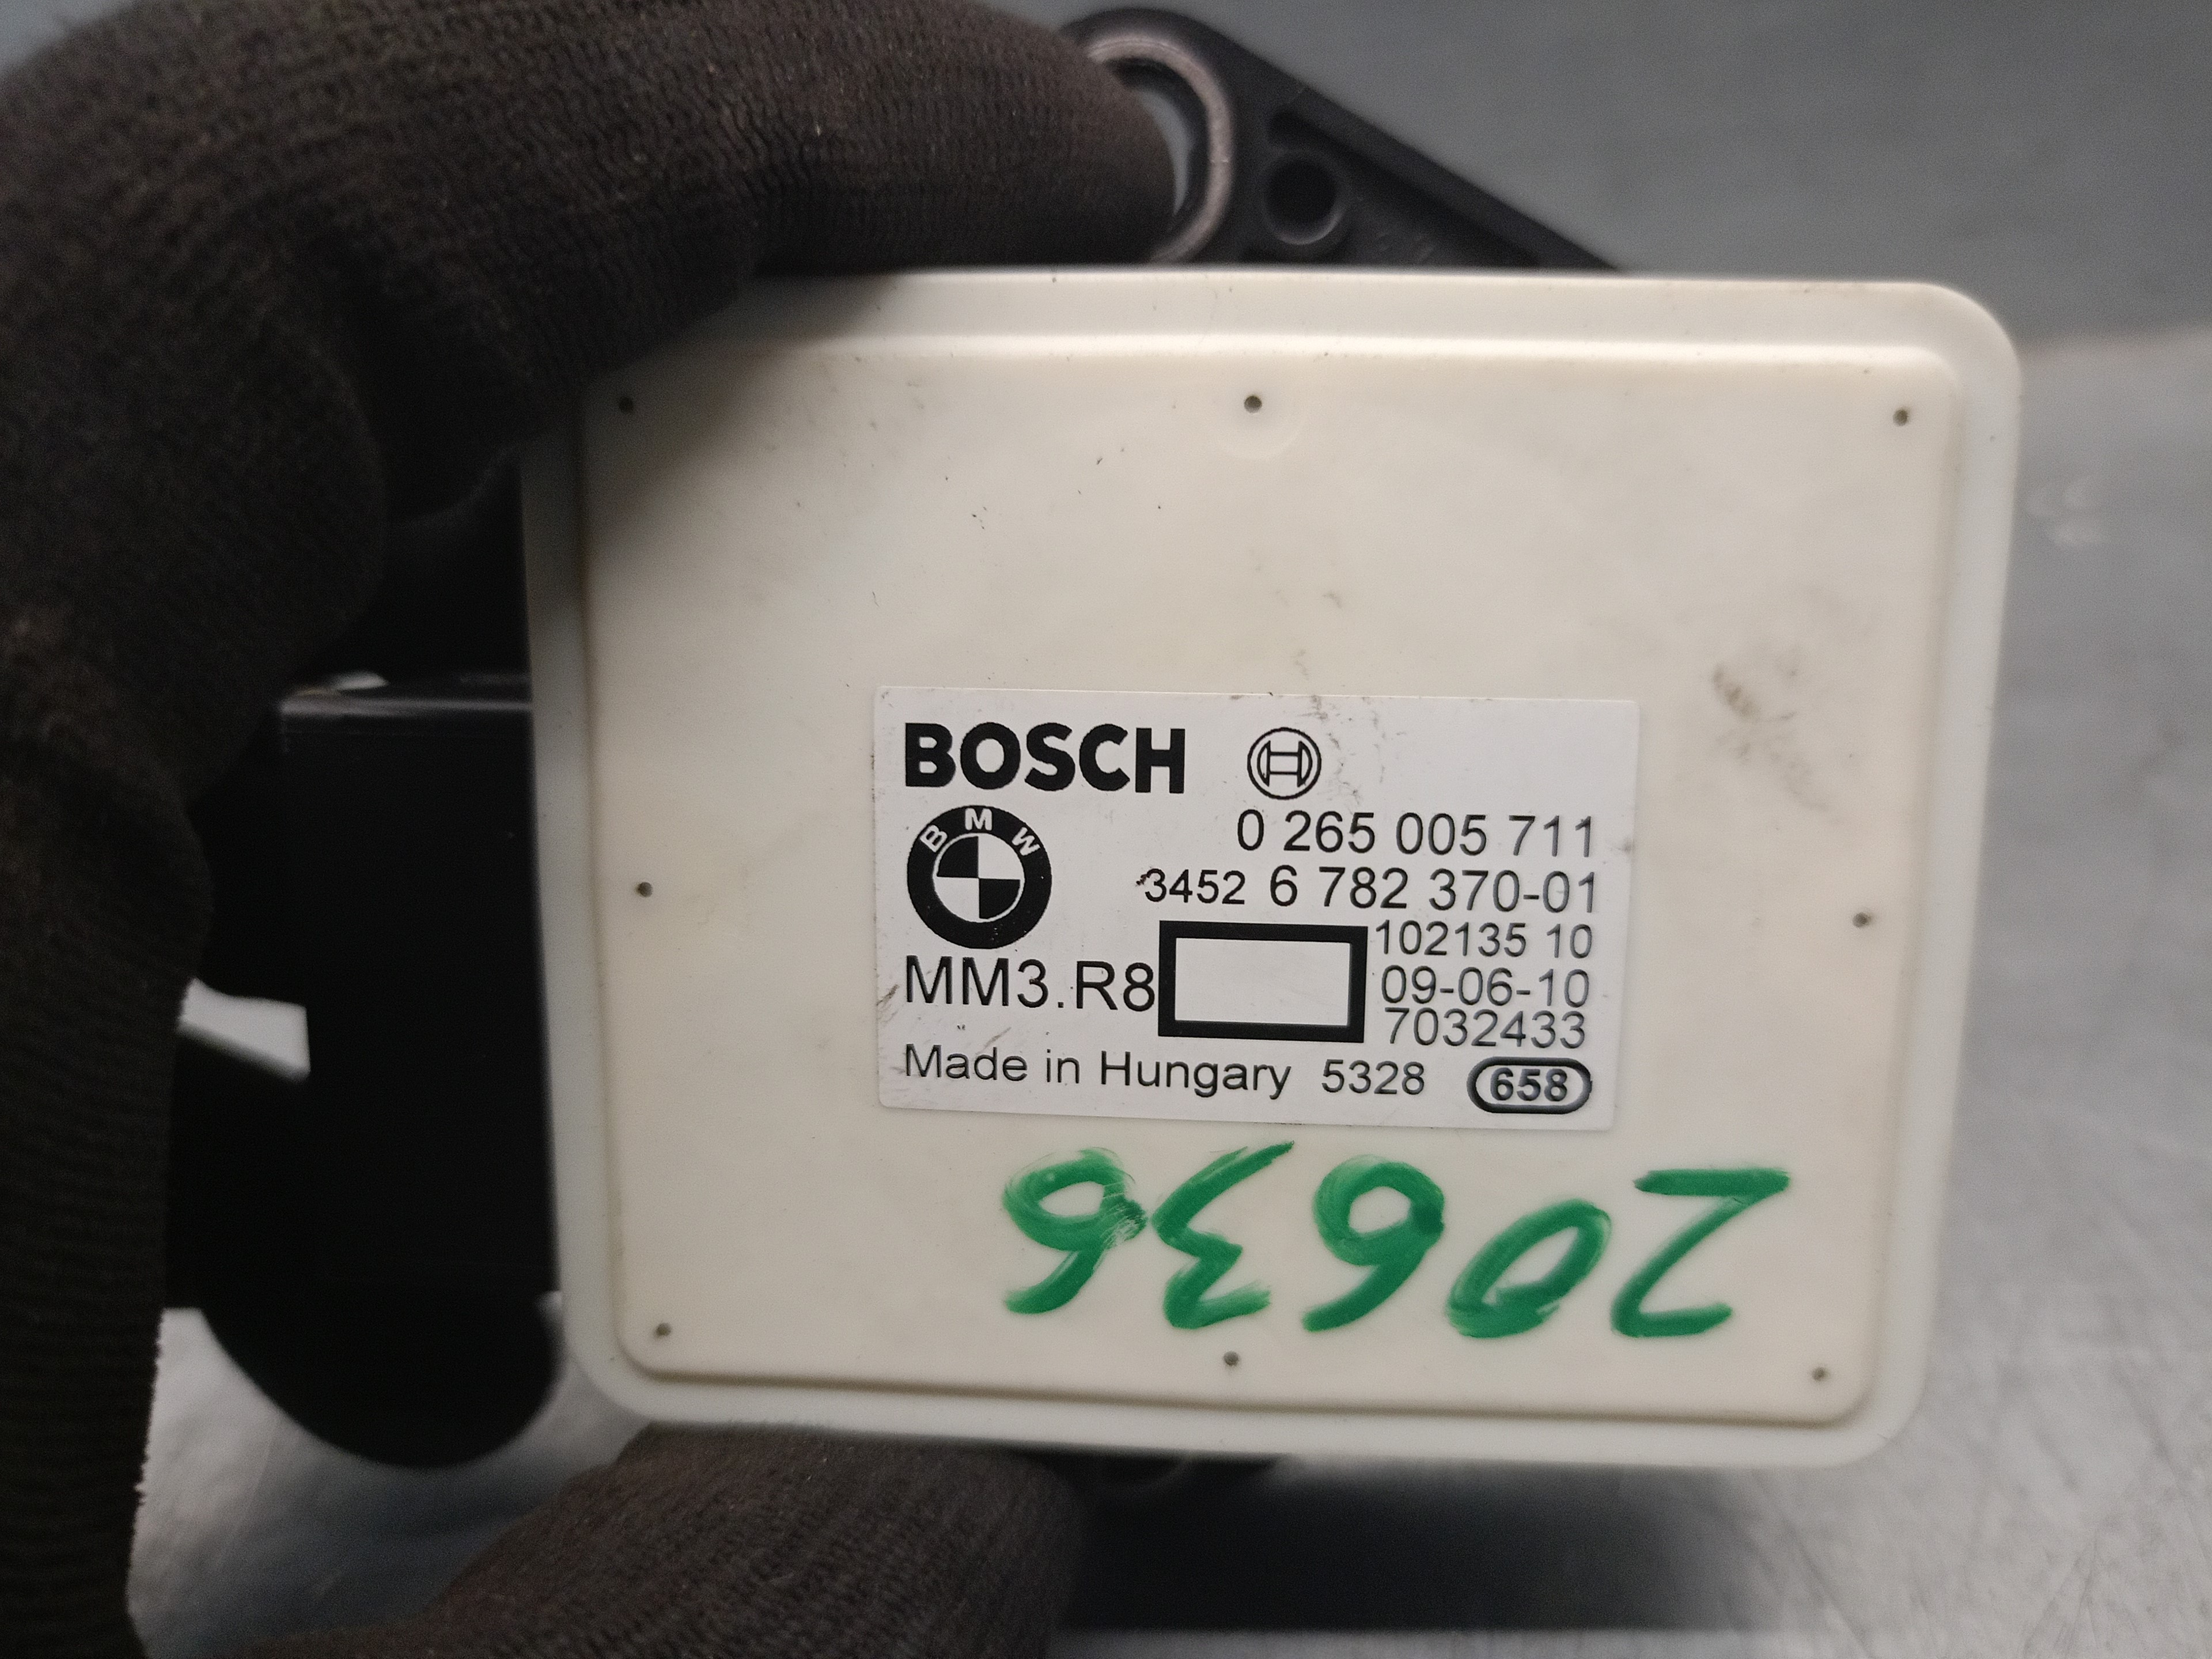 BOSCH
0 265 005 711
BMW
3452 6 782 370-01
102135 10
MM3.R8
09-06-10
7032433
Made in Hungary 5328 658
20636